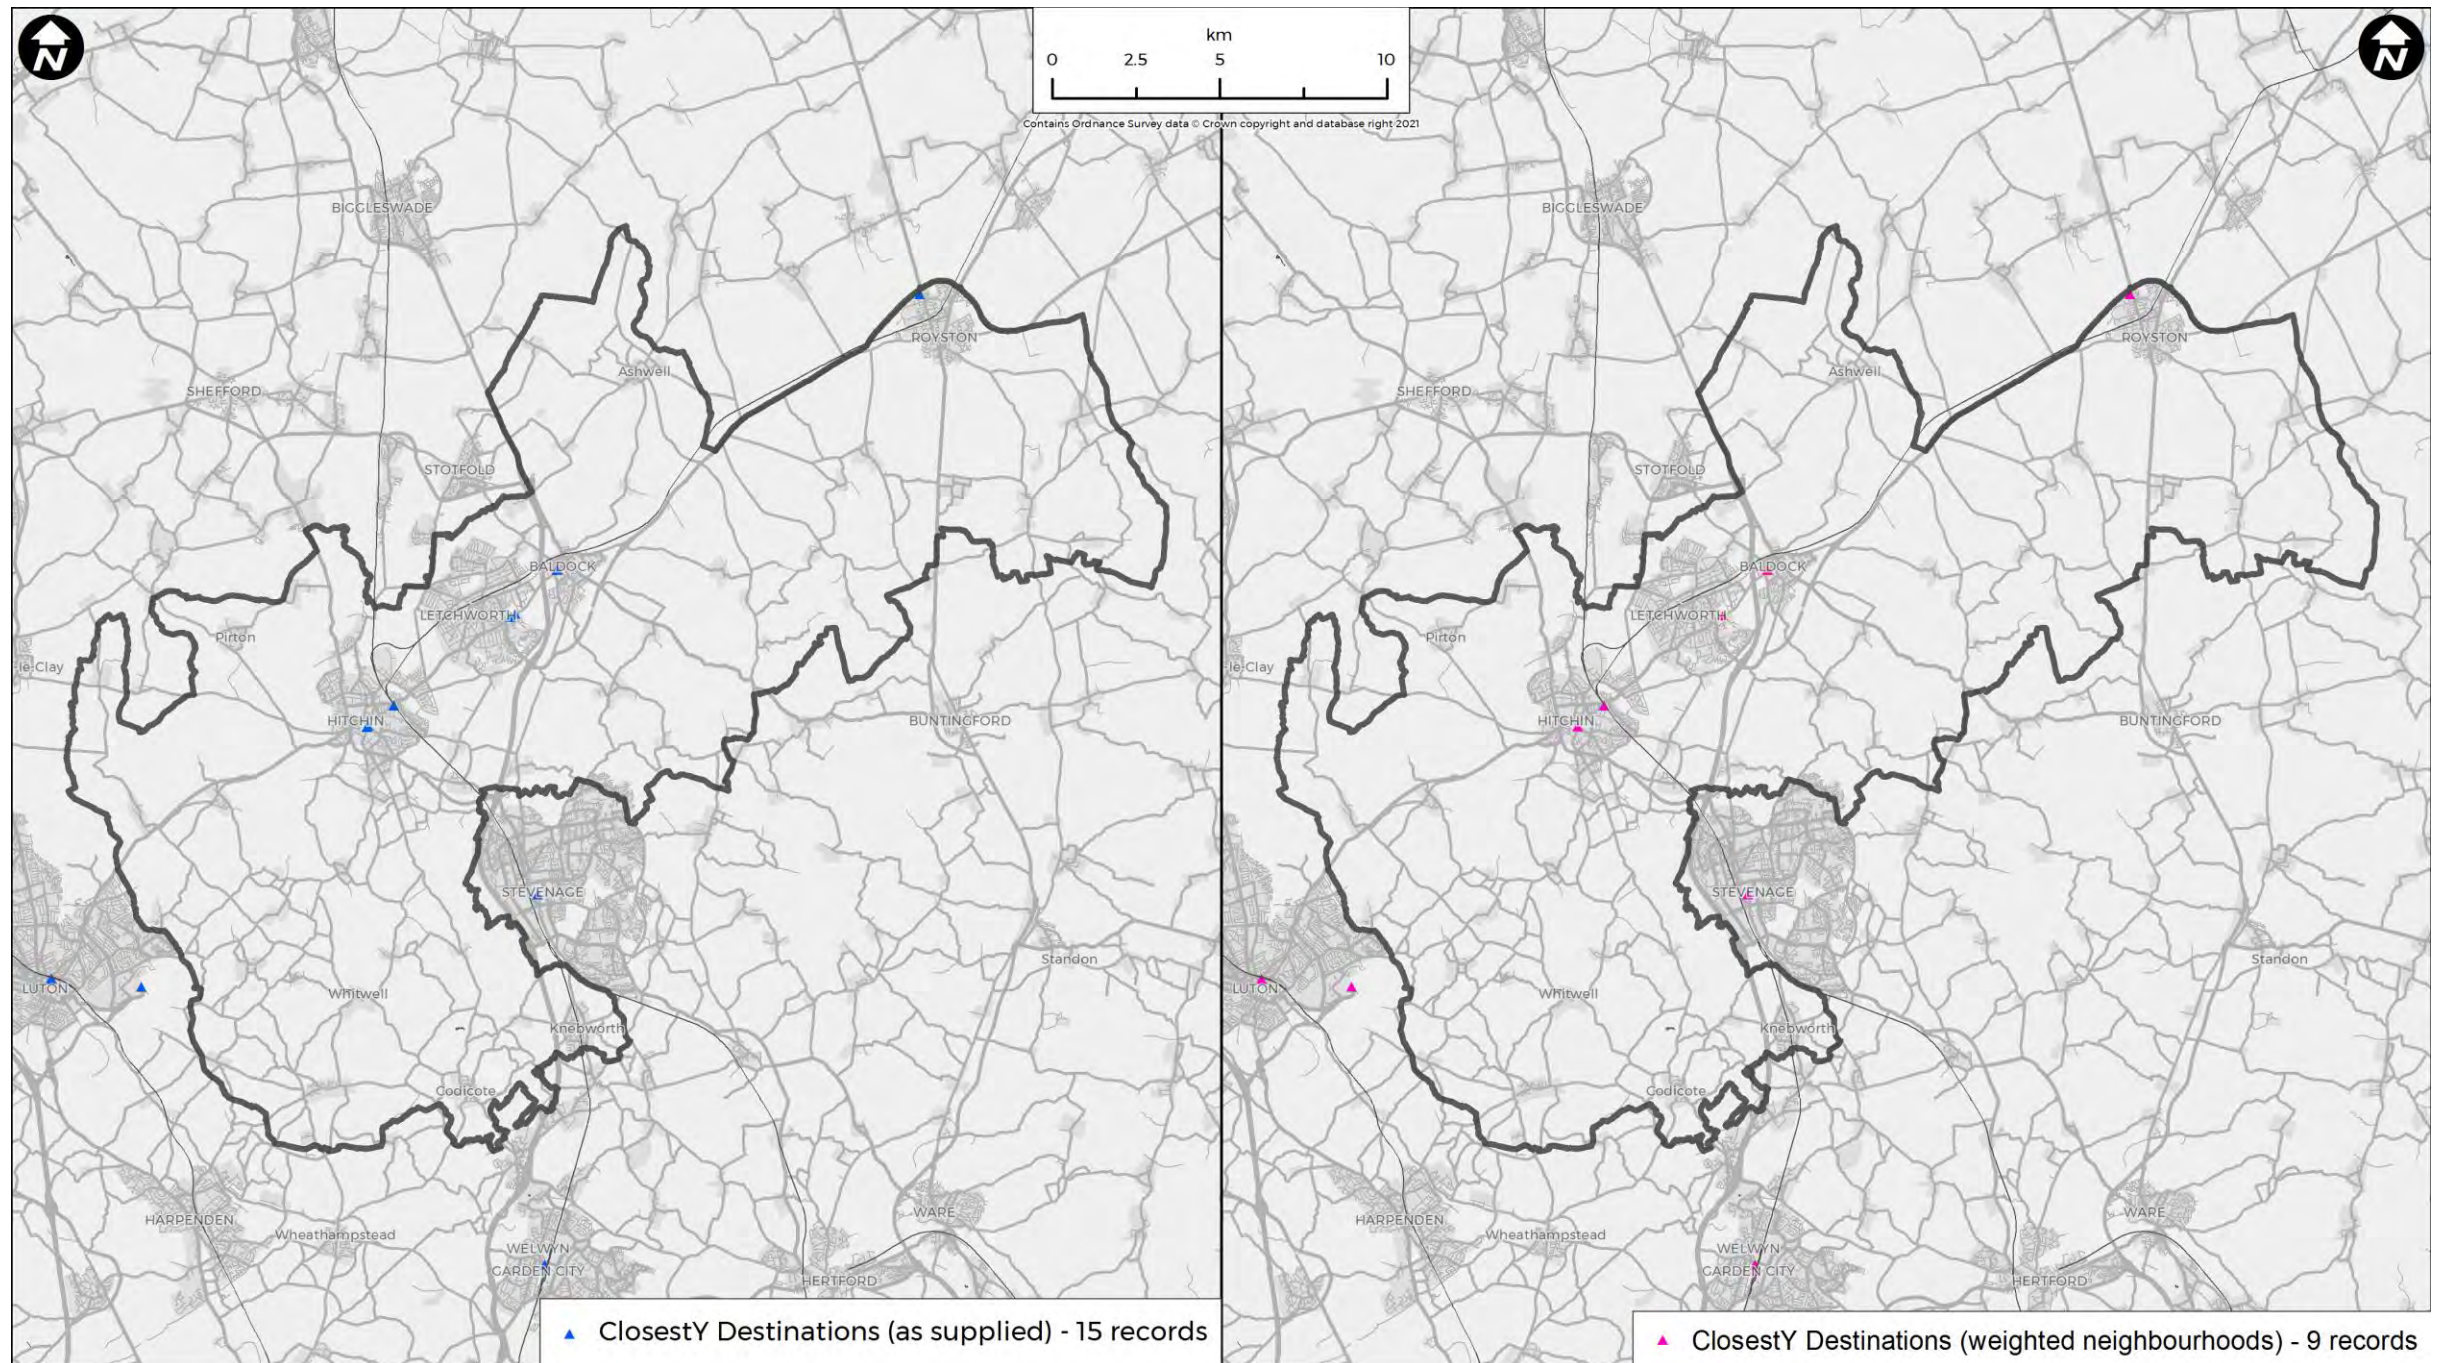 N
km
0 2.5 5 10
Contains Ordnance Survey data © Crown copyright and database right 2021
BIGGLESWADE
ROYSTON
Ashwell
SHEFFORD
STOTFOLD
BALDOCK
LETCHWORTH
Pirton
-le-Clay
HITCHIN
BUNTINGFORD
STEVENAGE
Standon
LUTON
Whitwell
Knebworth
Codicote
WARE
HARPENDEN
Wheathampstead
WELWYN
GARDEN CITY
HERTFORD
ClosestY Destinations (as supplied) - 15 records
N
BIGGLESWADE
ROYSTON
Ashwell
SHEFFORD
STOTFOLD
BALDOCK
LETCHWORTH
Pirton
-le-Clay
HITCHIN
BUNTINGFORD
STEVENAGE
Standon
LUTON
Whitwell
Knebworth
Codicote
WARE
HARPENDEN
Wheathampstead
WELWYN
GARDEN CITY
HERTFORD
ClosestY Destinations (weighted neighbourhoods) - 9 records